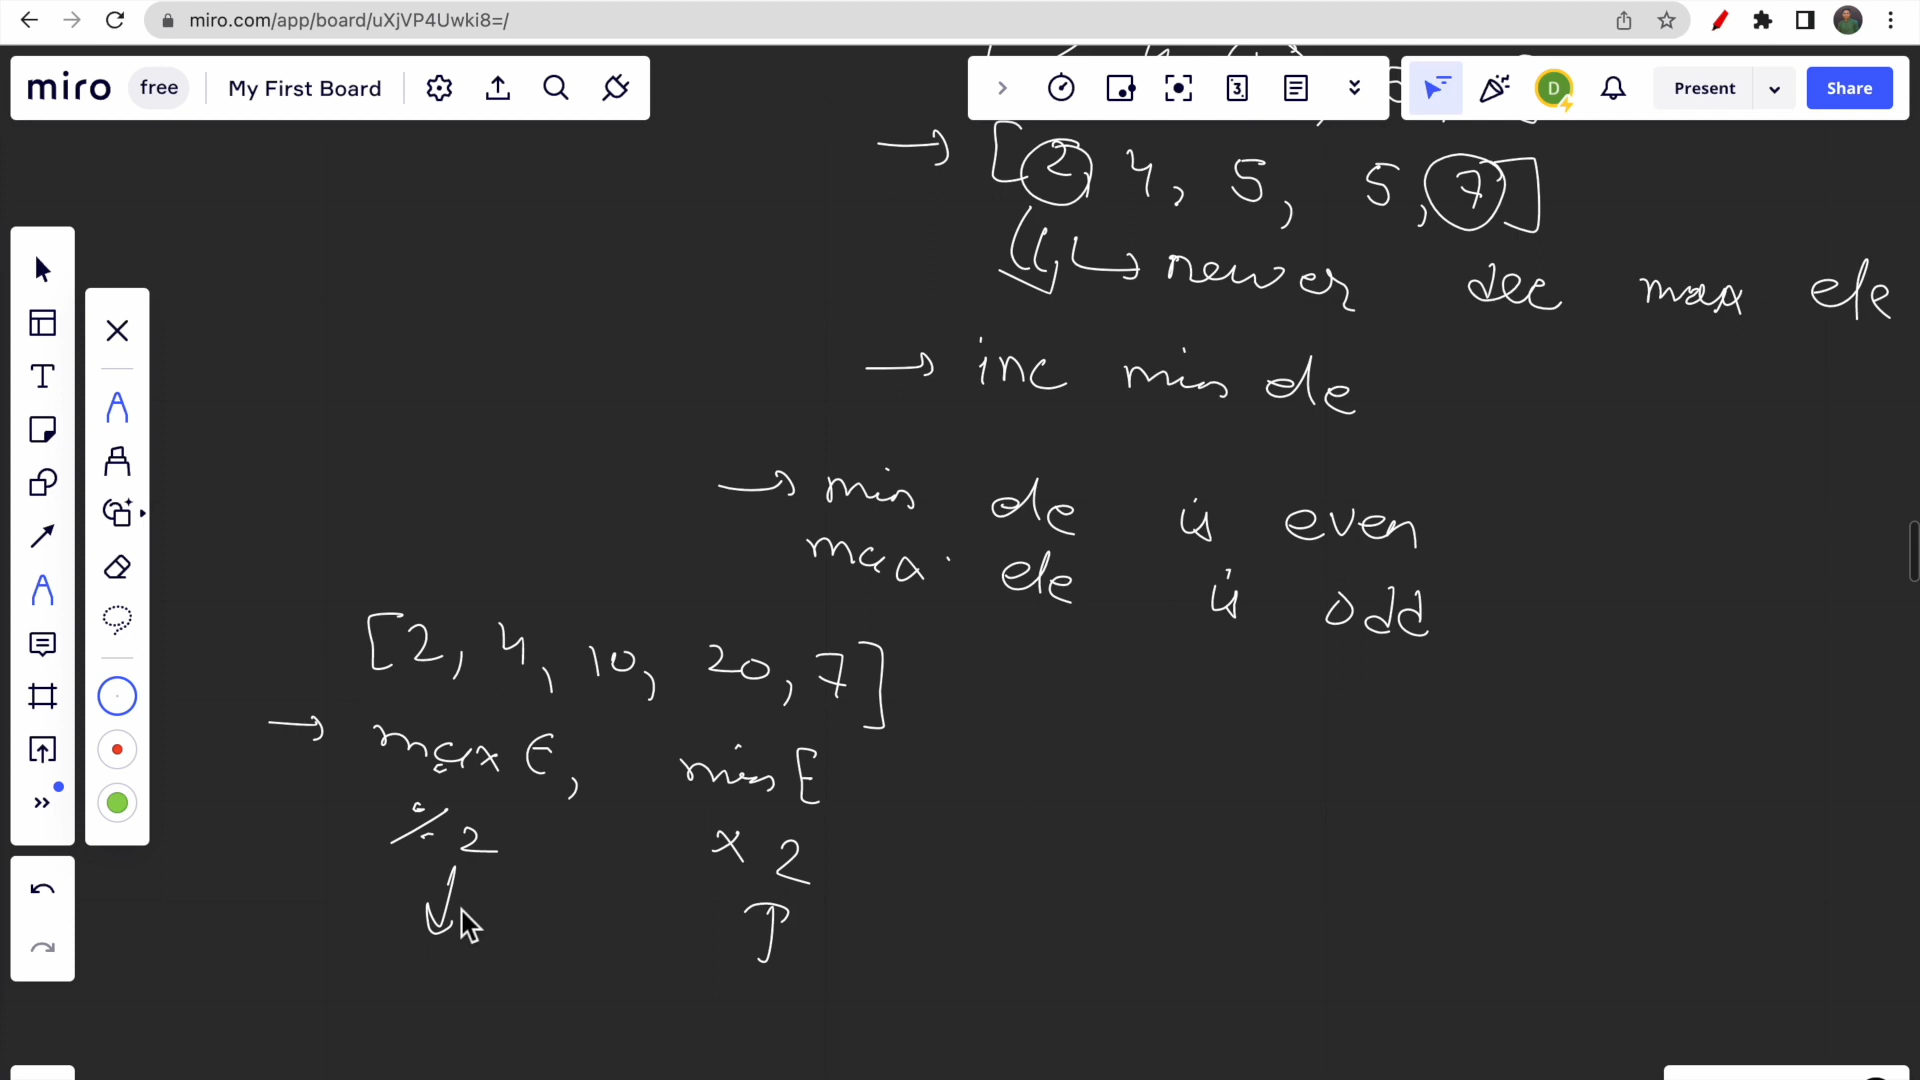 miro.com/app/board/uXjVP4Uwki8=/
miro free My First Board
3
D
Present
Share
→ [2, 4, 5, 5, 7]
↳ newer dec max ele
→ inc min ele
→ min ele is even
max ele is odd
[2, 4, 10, 20, 7]
→ max E, min E
÷ 2 x 2
↓ ↑
T